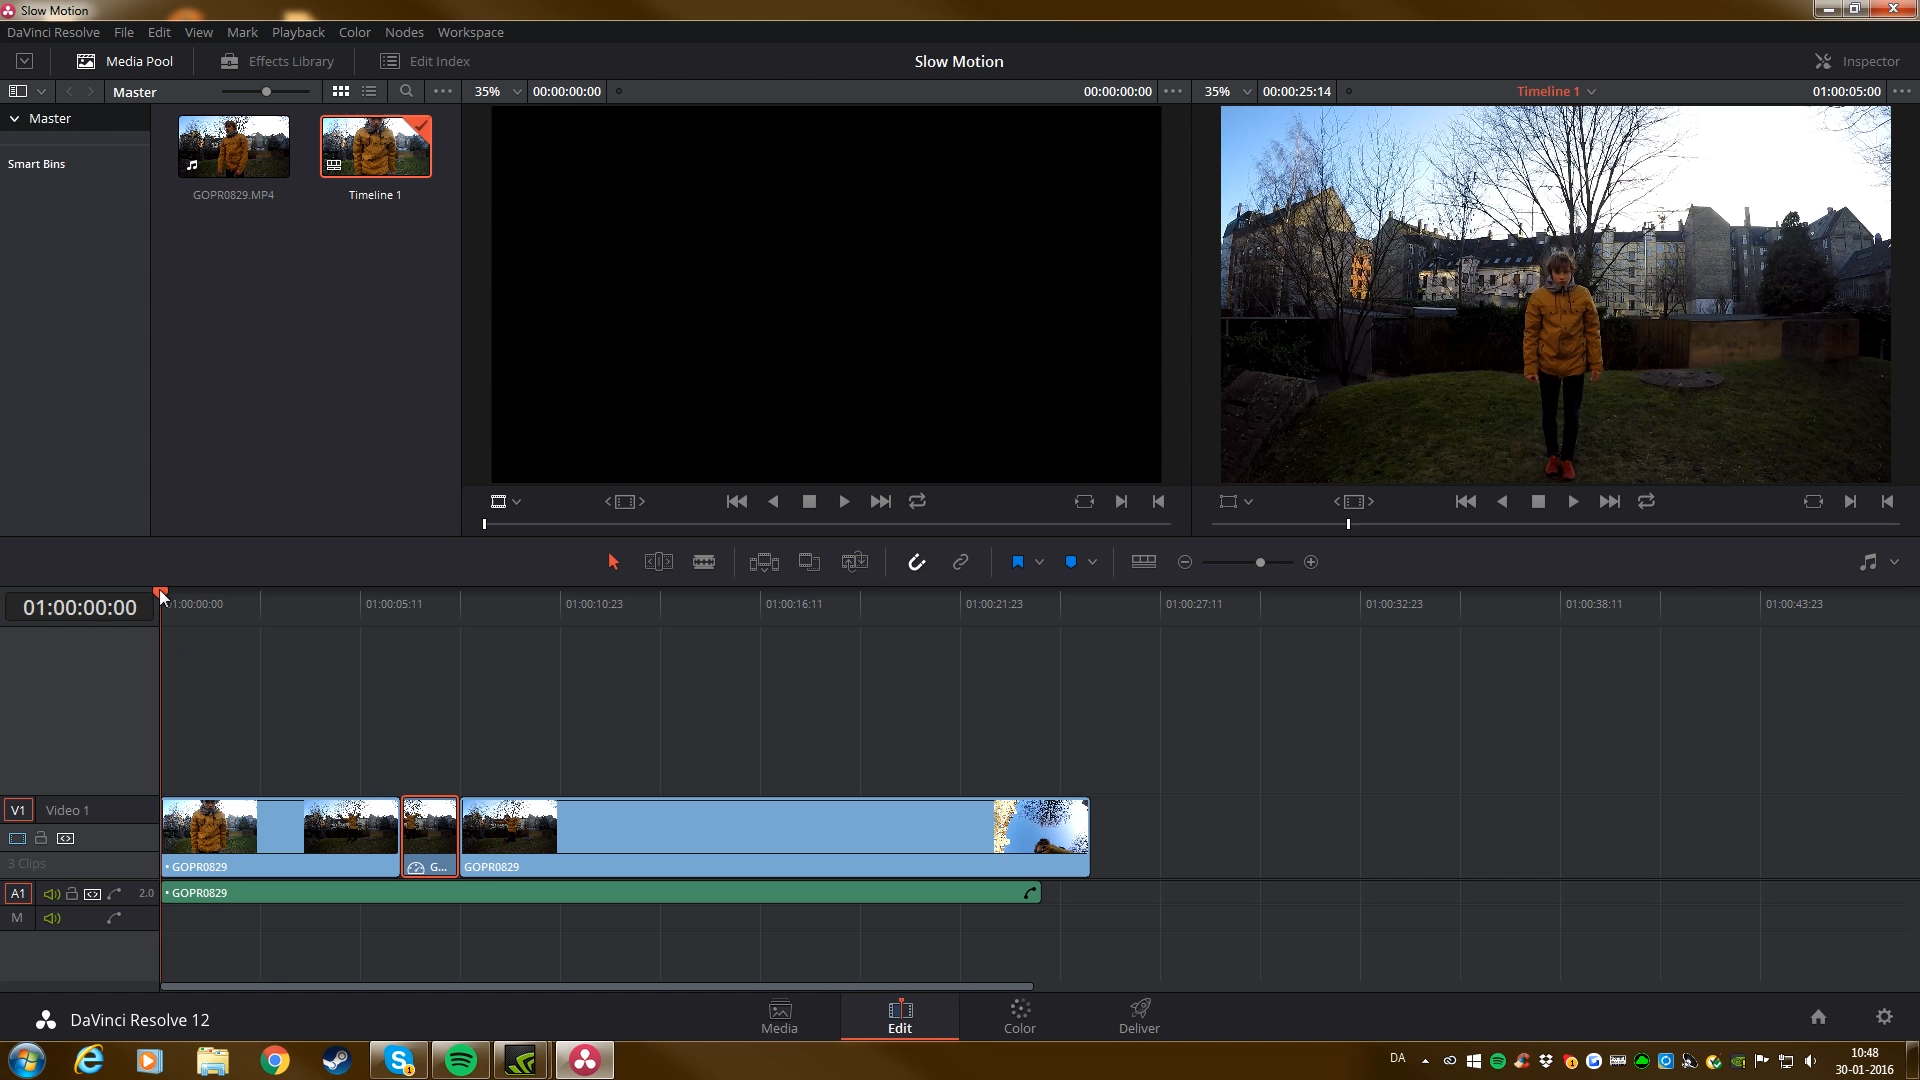 Slow Motion
DaVinci Resolve File Edit View Mark Playback Color Nodes Workspace
Media Pool Effects Library Edit Index Slow Motion Inspector
Master 35% 00:00:00:00 00:00:00:00 35% 00:00:25:14 Timeline 1 01:00:05:00
Master
Smart Bins
GOPR0829.MP4 Timeline 1
01:00:00:00 01:00:00:00 01:00:05:11 01:00:10:23 01:00:16:11 01:00:21:23 01:00:27:11 01:00:32:23 01:00:38:11 01:00:43:23
V1 Video 1
3 Clips
GOPR0829 G... GOPR0829
A1 2.0 GOPR0829
M
DaVinci Resolve 12
Media Edit Color Deliver
DA 10:48
30-01-2016